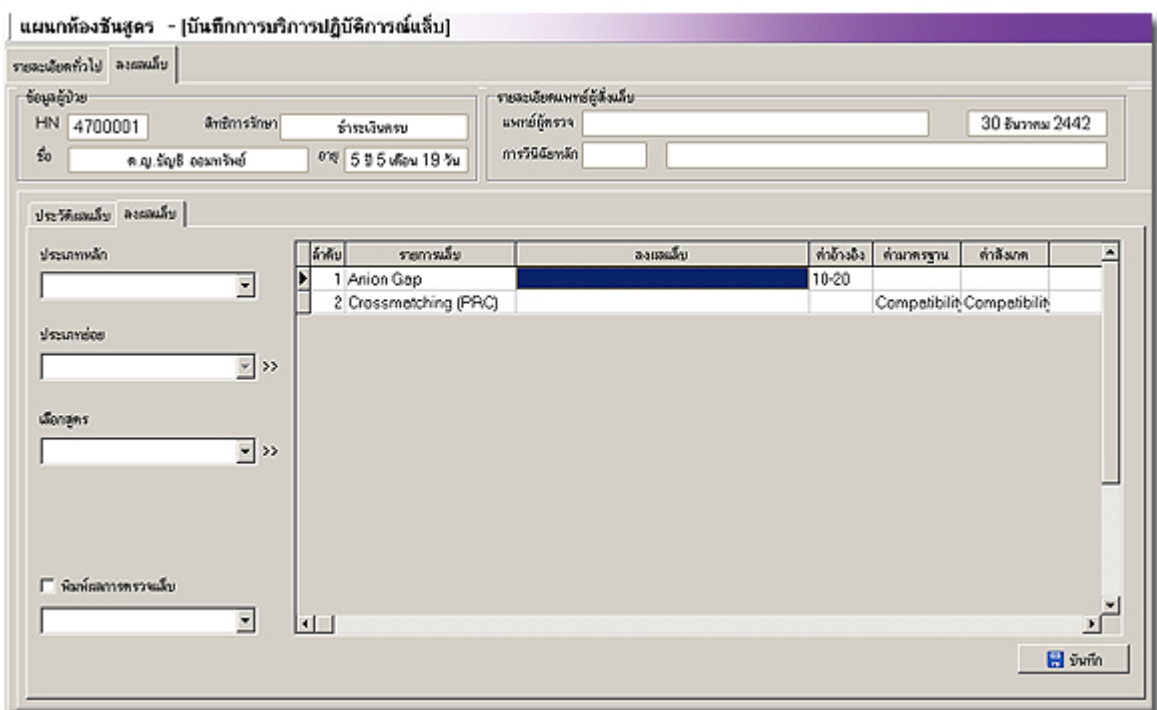 แผนกห้องชันสูตร - [บันทึกการบริการปฏิบัติการณ์แล็บ]
รายละเอียดทั่วไป ลงผลแล็บ
ข้อมูลผู้ป่วย รายละเอียดแพทย์ผู้สั่งแล็บ
HN 4700001 สิทธิการรักษา ชำระเงินครบ แพทย์ผู้ตรวจ 30 ธันวาคม 2442
ชื่อ ด.ญ.ธัญชิ ออมทรัพย์ อายุ 5 ปี 5 เดือน 19 วัน การวินิฉัยหลัก
ประวัติผลแล็บ ลงผลแล็บ
ประเภทหลัก
ลำดับ รายการแล็บ ลงผลแล็บ ค่าอ้างอิง ค่ามาตรฐาน ค่าสังเกต
1 Anion Gap 10-20
2 Crossmatching (PRC) Compatibility Compatibility
ประเภทย่อย
>>
เลือกสูตร
>>
พิมพ์ผลการตรวจแล็บ
บันทึก